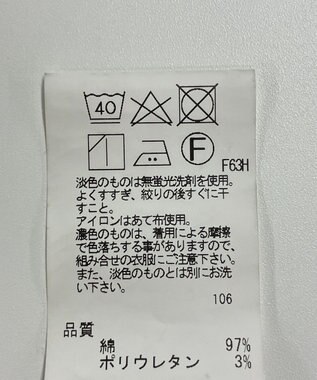 40
F
F63H
淡色のものは無蛍光洗剤を使用。
よくすすぎ、絞りの後すぐに干
すこと。
アイロンはあて布使用。
濃色のものは、着用による摩擦
で色落ちする事がありますので、
組み合せの衣服にご注意下さい。
また、淡色のものとは別にお洗
い下さい。
106
品質
綿 97%
ポリウレタン 3%